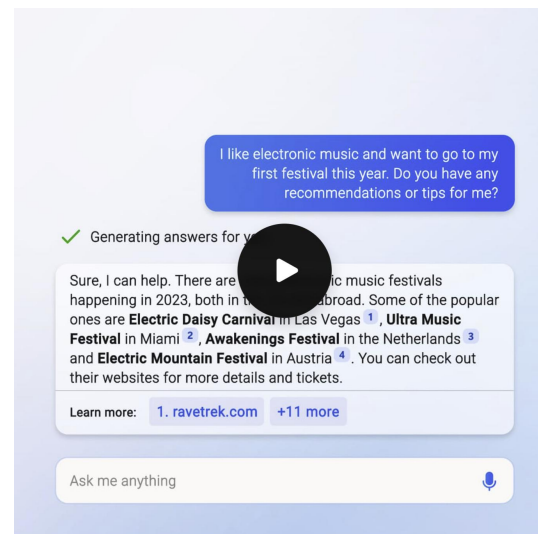 I like electronic music and want to go to my
first festival this year. Do you have any
recommendations or tips for me?
Generating answers for
Sure, I can help. There are music festivals
happening in 2023, both in abroad. Some of the popular
ones are Electric Daisy Carnival in Las Vegas 1, Ultra Music
Festival in Miami 2, Awakenings Festival in the Netherlands 3
and Electric Mountain Festival in Austria 4. You can check out
their websites for more details and tickets.
Learn more: 1. ravetrek.com +11 more
Ask me anything